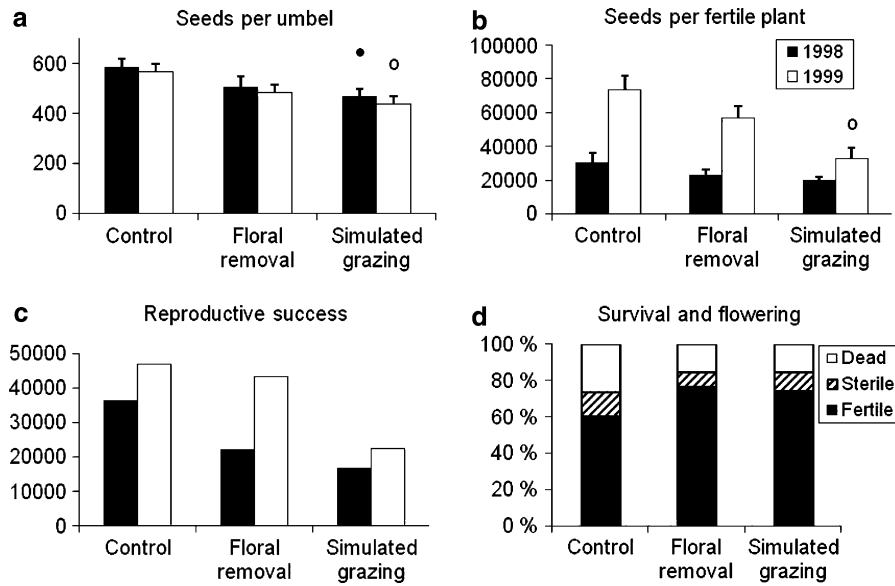 a
Seeds per umbel
600
400
200
0
Control
Floral
removal
Simulated
grazing
b
Seeds per fertile plant
100000
80000
60000
40000
20000
0
1998
1999
Control
Floral
removal
Simulated
grazing
c
Reproductive success
50000
40000
30000
20000
10000
0
Control
Floral
removal
Simulated
grazing
d
Survival and flowering
100 %
80 %
60 %
40 %
20 %
0 %
Dead
Sterile
Fertile
Control
Floral
removal
Simulated
grazing